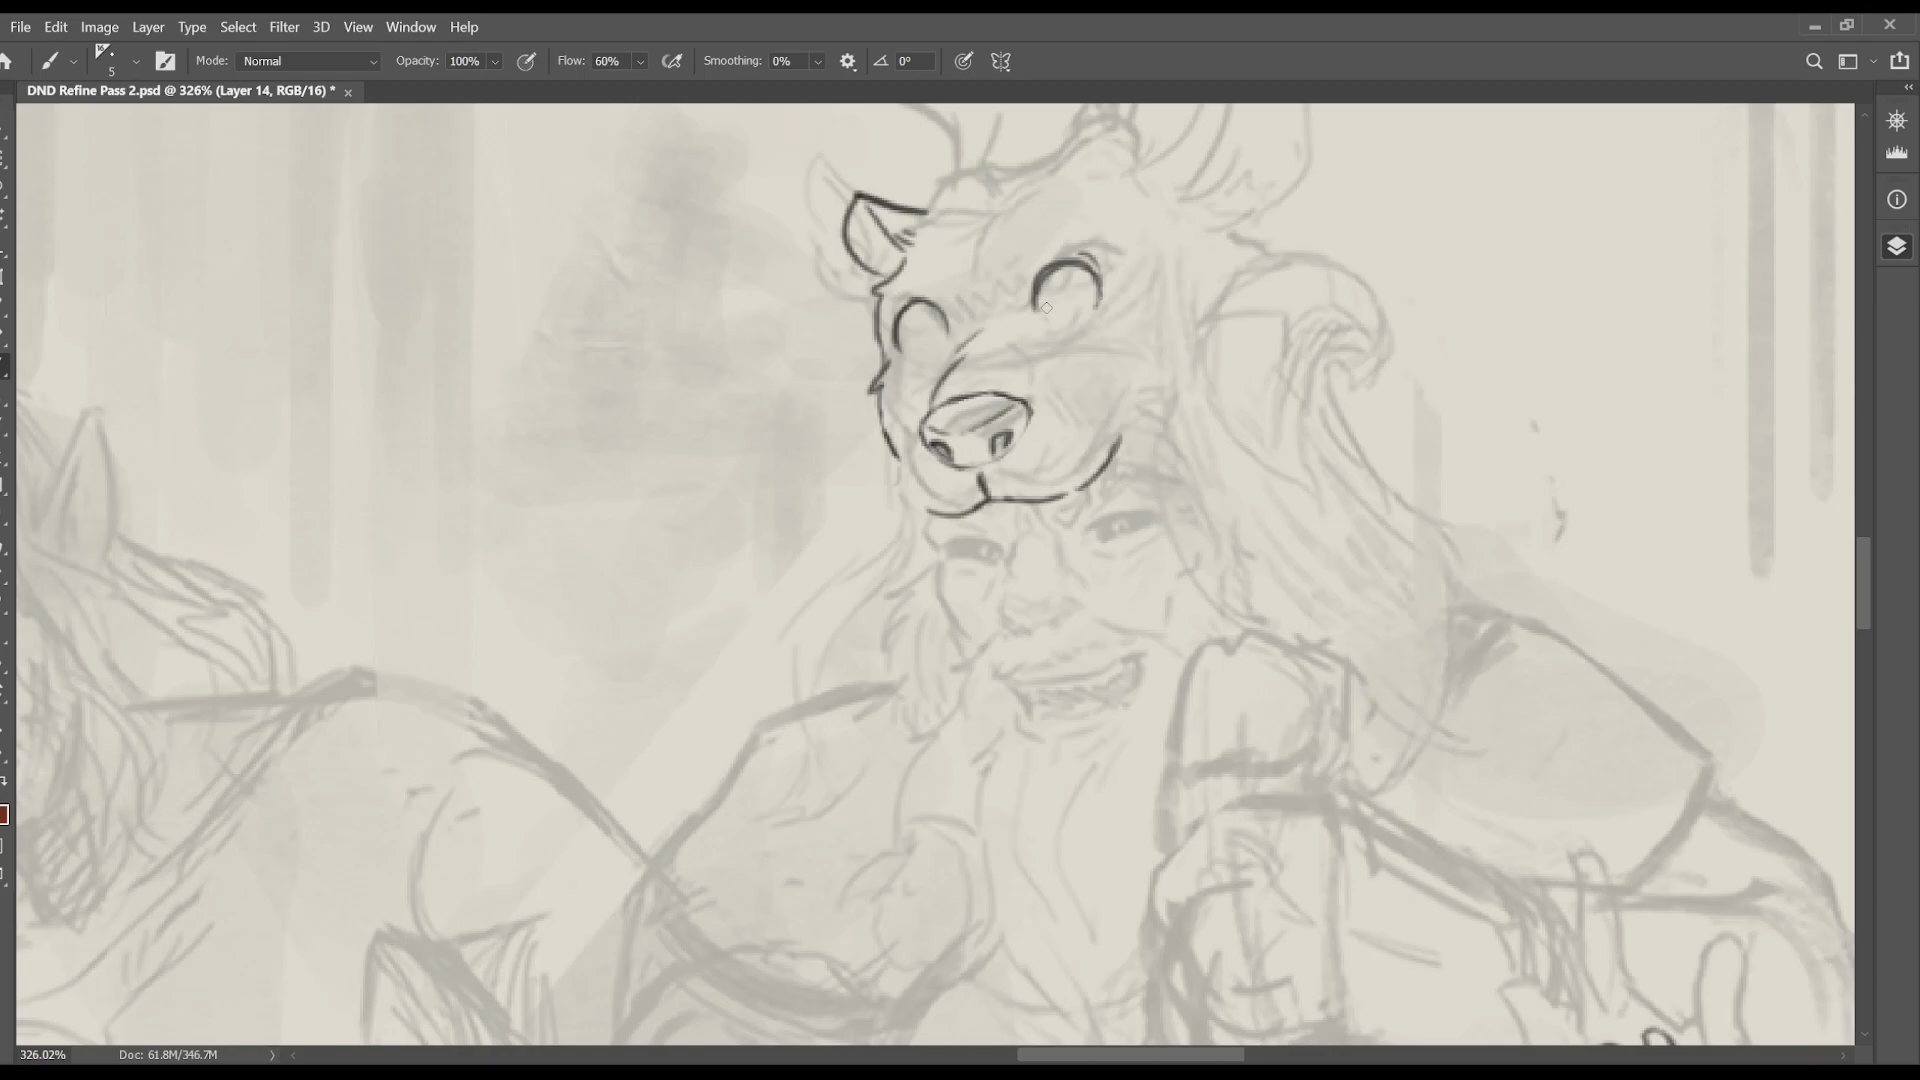 File Edit Image Layer Type Select Filter 3D View Window Help
5 Mode: Normal Opacity: 100% Flow: 60% Smoothing: 0% 0°
DND Refine Pass 2.psd @ 326% (Layer 14, RGB/16) *
326.02% Doc: 61.8M/346.7M